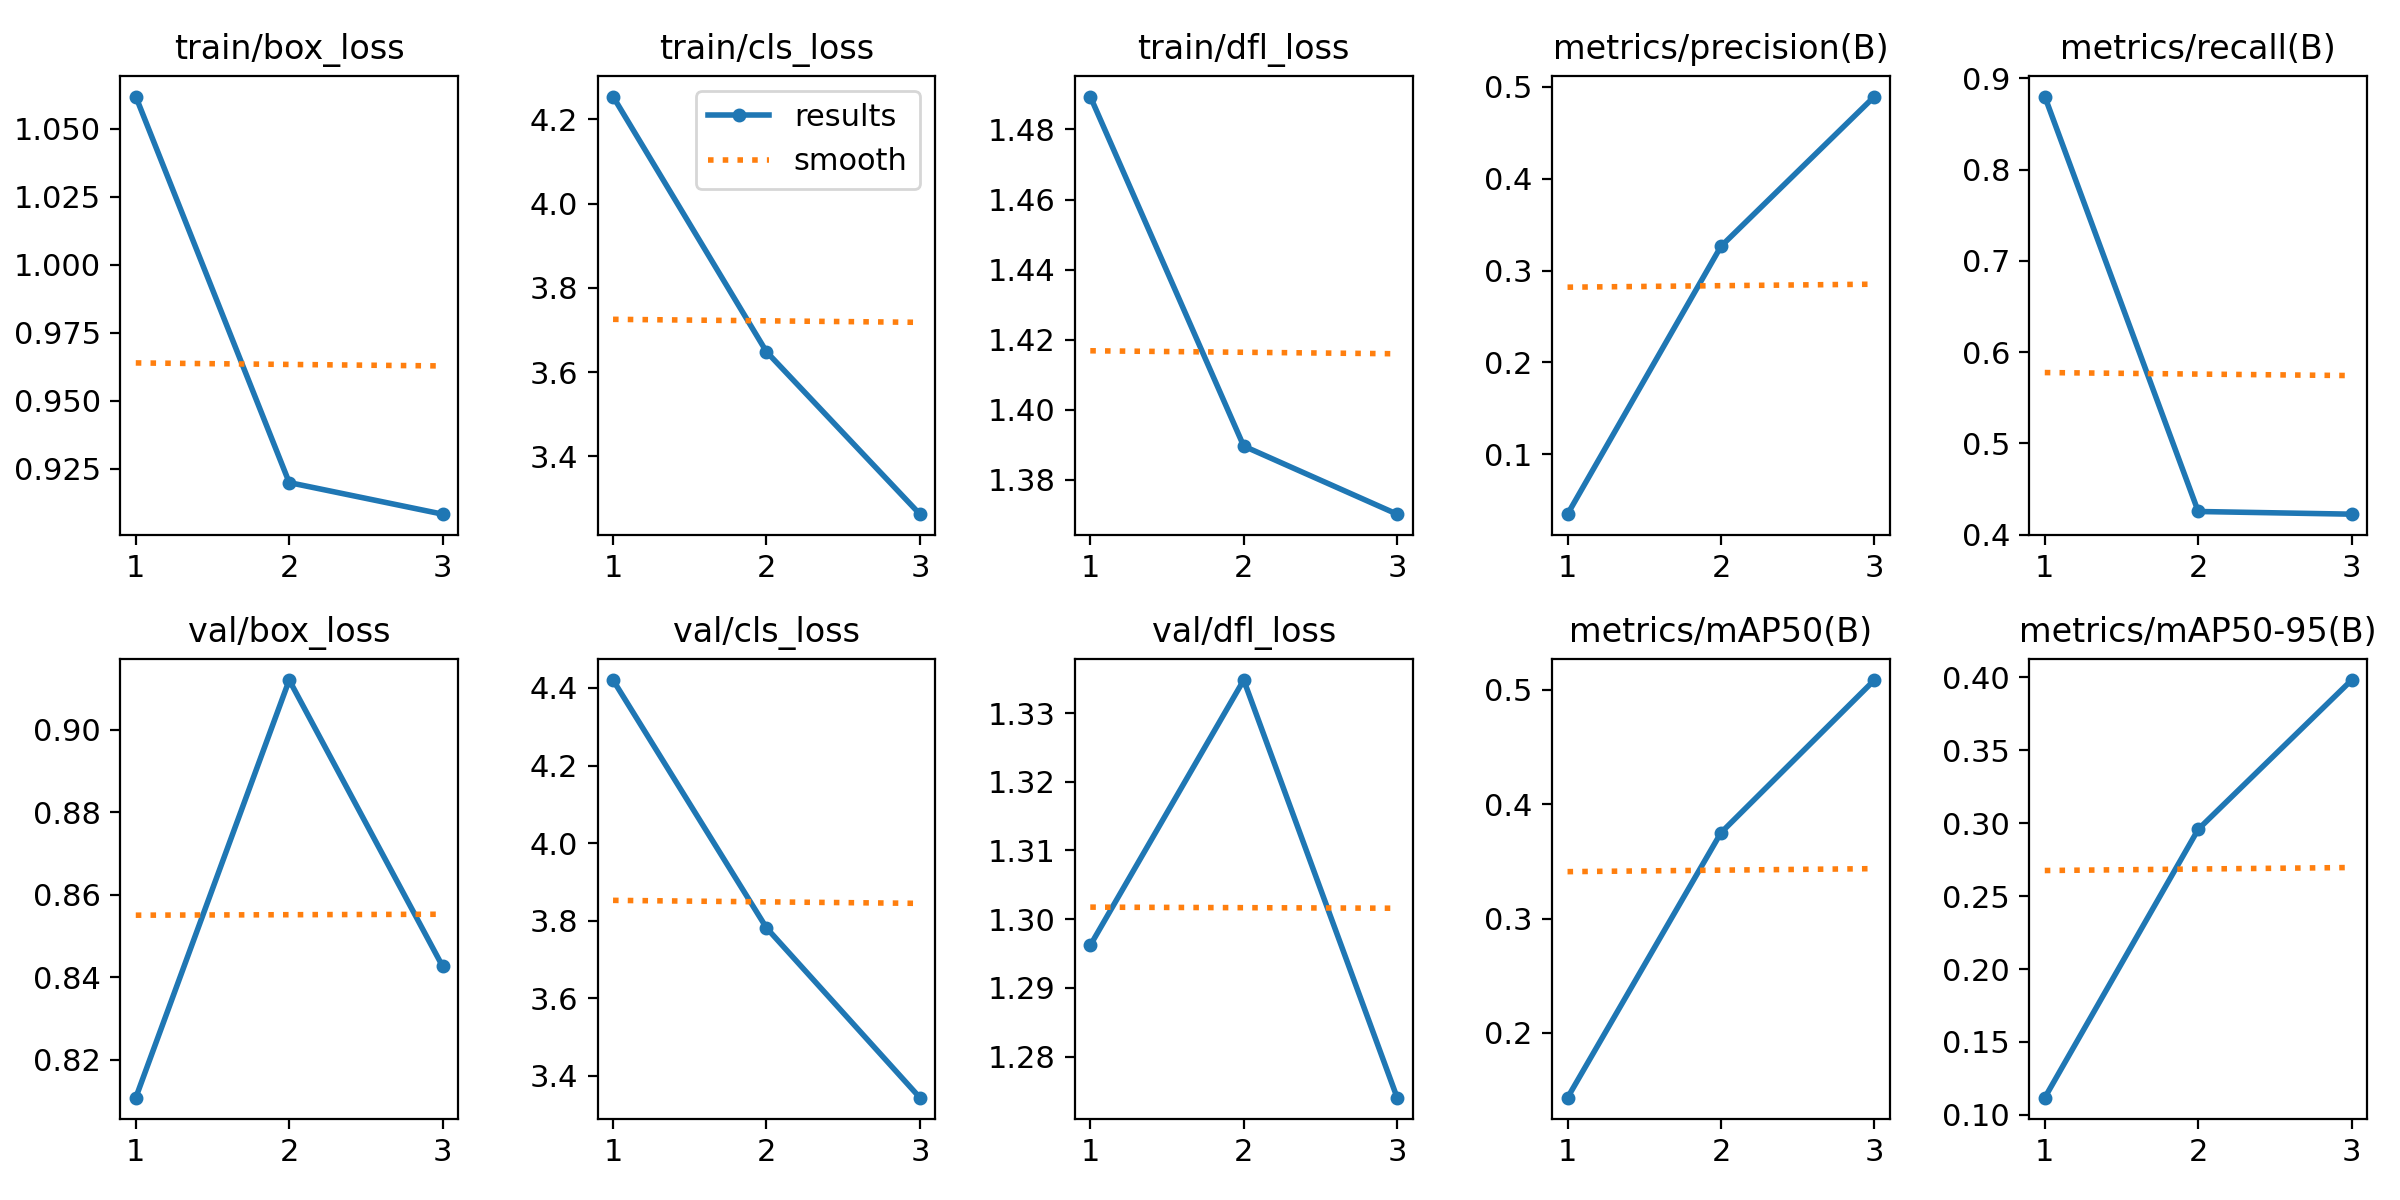 train/box_loss
1.050
1.025
1.000
0.975
0.950
0.925
1 2 3
train/cls_loss
results
smooth
4.2
4.0
3.8
3.6
3.4
1 2 3
train/dfl_loss
1.48
1.46
1.44
1.42
1.40
1.38
1 2 3
metrics/precision(B)
0.5
0.4
0.3
0.2
0.1
1 2 3
metrics/recall(B)
0.9
0.8
0.7
0.6
0.5
0.4
1 2 3
val/box_loss
0.90
0.88
0.86
0.84
0.82
1 2 3
val/cls_loss
4.4
4.2
4.0
3.8
3.6
3.4
1 2 3
val/dfl_loss
1.33
1.32
1.31
1.30
1.29
1.28
1 2 3
metrics/mAP50(B)
0.5
0.4
0.3
0.2
1 2 3
metrics/mAP50-95(B)
0.40
0.35
0.30
0.25
0.20
0.15
0.10
1 2 3